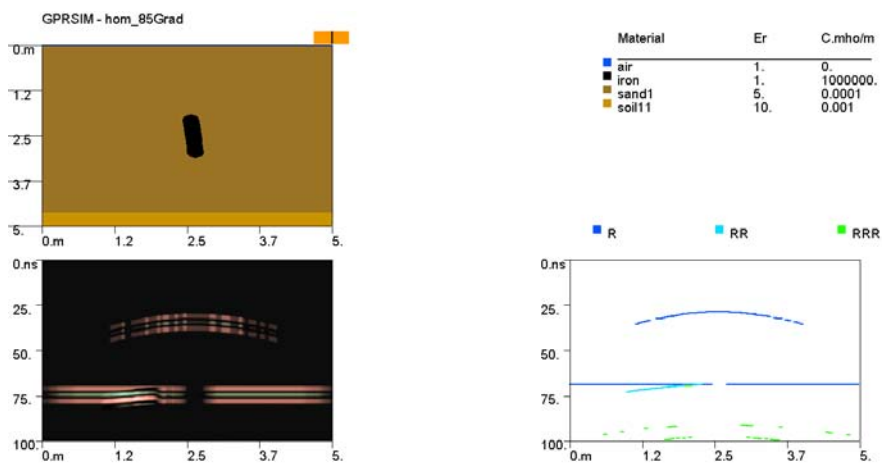 GPRSIM - hom_85Grad
0.m
1.2
2.5
3.7
5.
0.m 1.2 2.5 3.7 5.
Material Er C.mho/m
air 1. 0.
iron 1. 1000000.
sand1 5. 0.0001
soil11 10. 0.001
R RR RRR
0.ns
25.
50.
75.
100.
0.m 1.2 2.5 3.7 5.
0.ns
25.
50.
75.
100.
0.m 1.2 2.5 3.7 5.